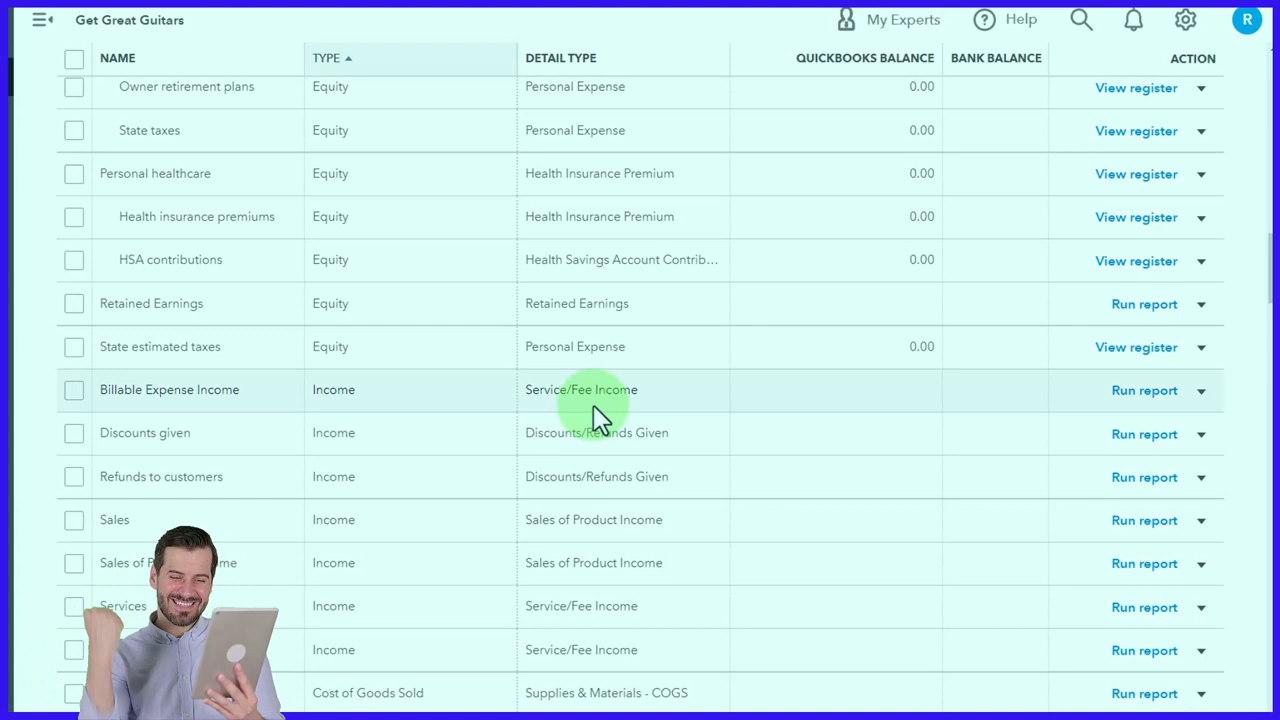 Get Great Guitars My Experts Help R
NAME TYPE DETAIL TYPE QUICKBOOKS BALANCE BANK BALANCE ACTION
Owner retirement plans Equity Personal Expense 0.00 View register
State taxes Equity Personal Expense 0.00 View register
Personal healthcare Equity Health Insurance Premium 0.00 View register
Health insurance premiums Equity Health Insurance Premium 0.00 View register
HSA contributions Equity Health Savings Account Contrib... 0.00 View register
Retained Earnings Equity Retained Earnings Run report
State estimated taxes Equity Personal Expense 0.00 View register
Billable Expense Income Income Service/Fee Income Run report
Discounts given Income Discounts/Refunds Given Run report
Refunds to customers Income Discounts/Refunds Given Run report
Sales Income Sales of Product Income Run report
Sales of Income Sales of Product Income Run report
Services Income Service/Fee Income Run report
Income Service/Fee Income Run report
Cost of Goods Sold Supplies & Materials - COGS Run report